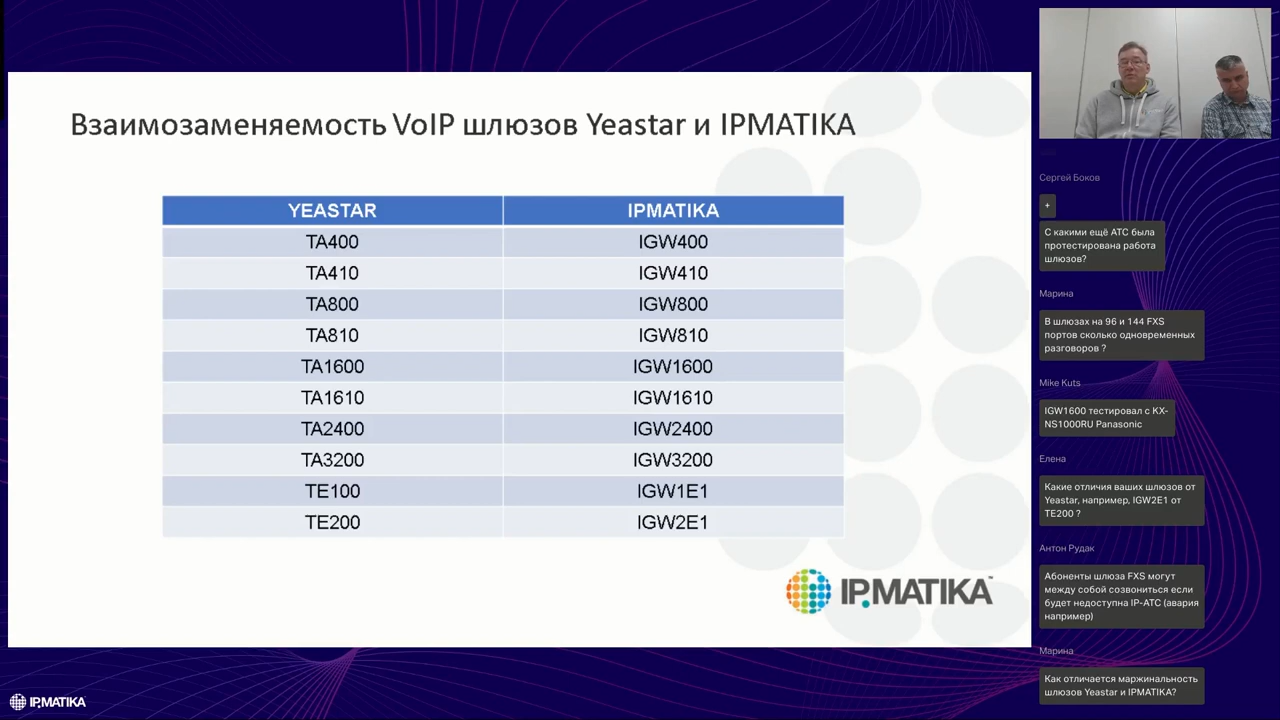 Взаимозаменяемость VoIP шлюзов Yeastar и IPMATIKA
YEASTAR IPMATIKA
TA400 IGW400
TA410 IGW410
TA800 IGW800
TA810 IGW810
TA1600 IGW1600
TA1610 IGW1610
TA2400 IGW2400
TA3200 IGW3200
TE100 IGW1E1
TE200 IGW2E1
IPMATIKA™
IPMATIKA
Сергей Боков
+
С какими ещё АТС была
протестирована работа
шлюзов?
Марина
В шлюзах на 96 и 144 FXS
портов сколько одновременных
разговоров ?
Mike Kuts
IGW1600 тестировал с KX-
NS1000RU Panasonic
Елена
Какие отличия ваших шлюзов от
Yeastar, например, IGW2E1 от
TE200 ?
Антон Рудак
Абоненты шлюза FXS могут
между собой созвониться если
будет недоступна IP-АТС (авария
например)
Марина
Как отличается маржинальность
шлюзов Yeastar и IPMATIKA?